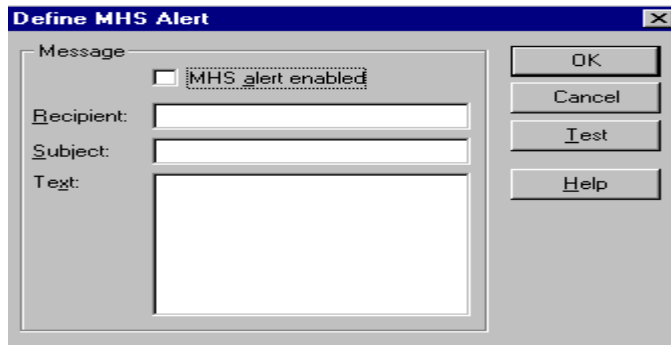 Define MHS Alert
Message
MHS alert enabled
Recipient:
Subject:
Text:
OK
Cancel
Test
Help